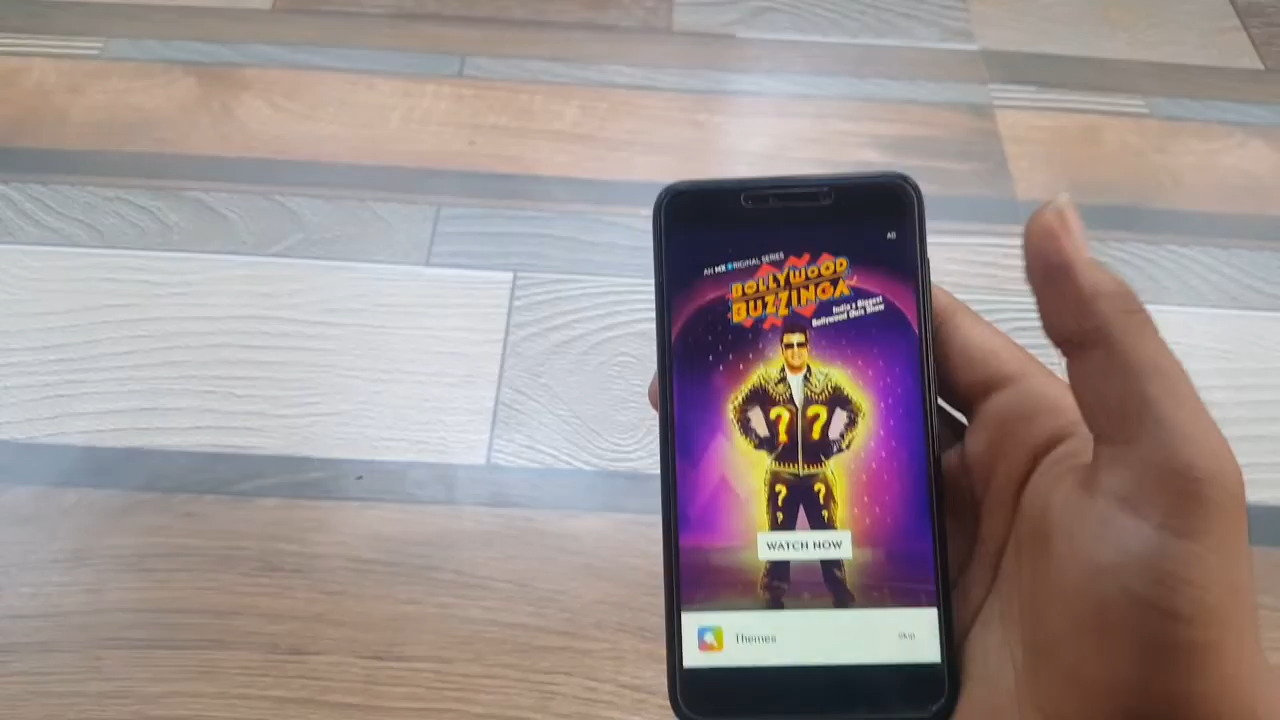 AD
AN MX ORIGINAL SERIES
BOLLYWOOD
BUZZINGA
India's Biggest
Bollywood Quiz Show
? ?
? ?
? ?
WATCH NOW
Themes
Skip